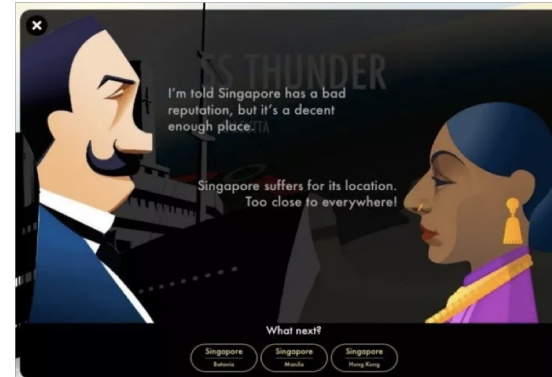 SS THUNDER
I'm told Singapore has a bad
reputation, but it's a decent
enough place.
Singapore suffers for its location.
Too close to everywhere!
What next?
Singapore
Batavia
Singapore
Manila
Singapore
Hong Kong